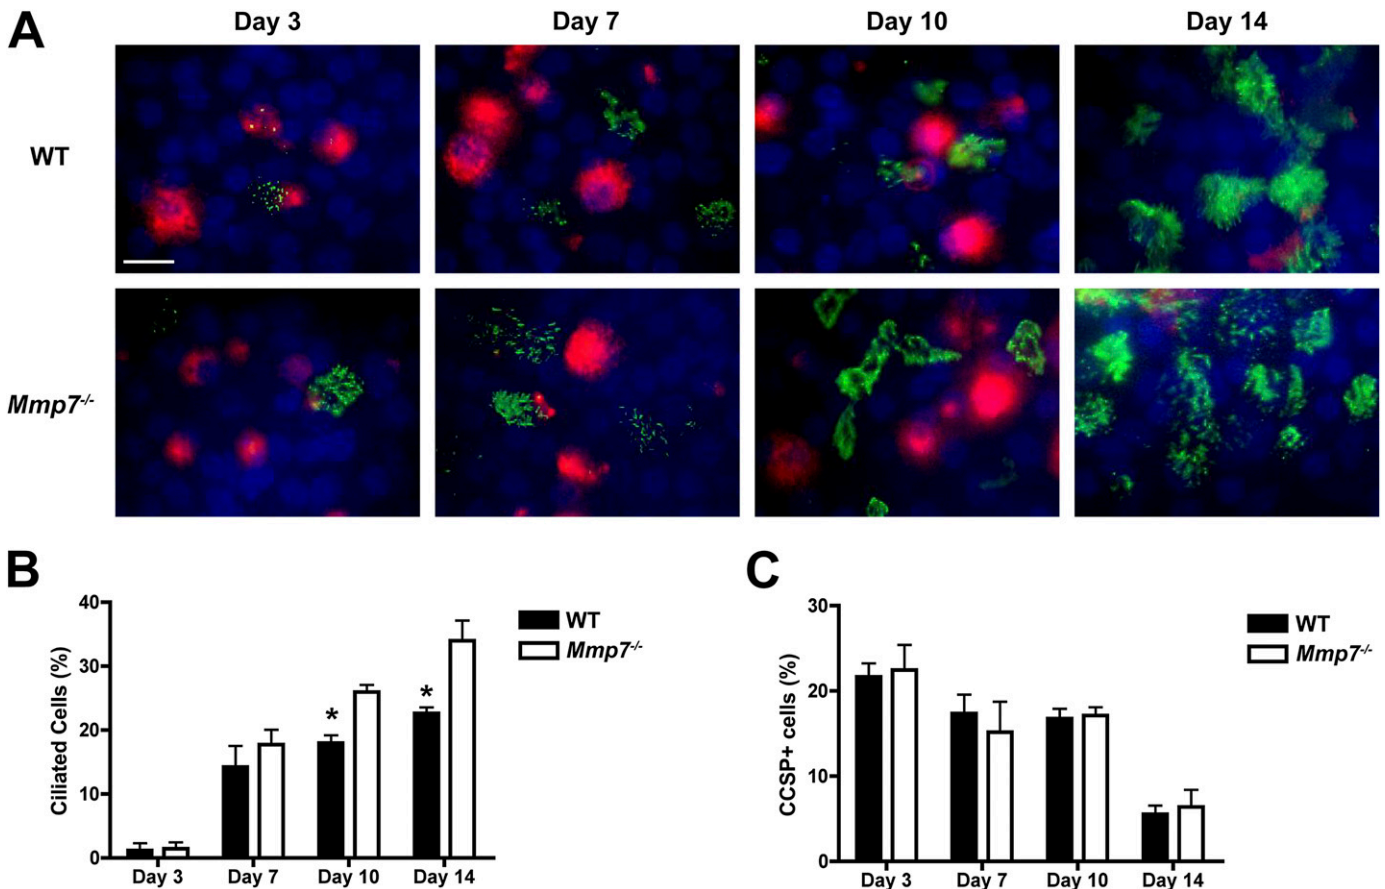 A
Day 3
Day 7
Day 10
Day 14
WT
Mmp7-/-
B
40
30
20
10
0
Ciliated Cells (%)
*
*
WT
Mmp7-/-
Day 3
Day 7
Day 10
Day 14
C
30
20
10
0
CCSP+ cells (%)
WT
Mmp7-/-
Day 3
Day 7
Day 10
Day 14